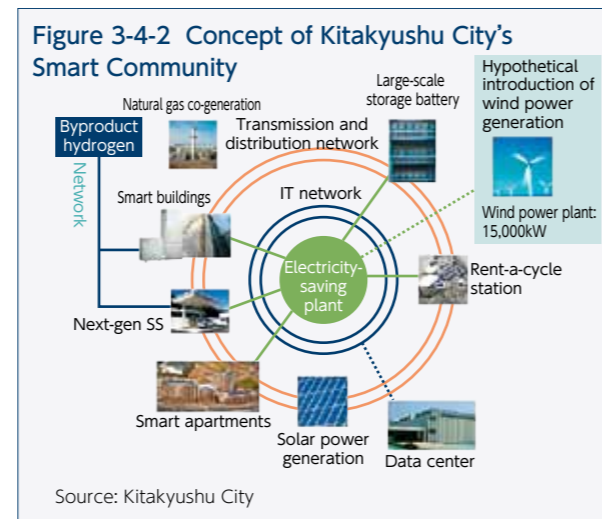 Figure 3-4-2 Concept of Kitakyushu City's
Smart Community
Natural gas co-generation
Large-scale
storage battery
Hypothetical
introduction of
wind power
generation
Byproduct
hydrogen
Transmission and
distribution network
Network
IT network
Smart buildings
Wind power plant:
15,000kW
Electricity-
saving
plant
Rent-a-cycle
station
Next-gen SS
Smart apartments
Solar power
generation
Data center
Source: Kitakyushu City